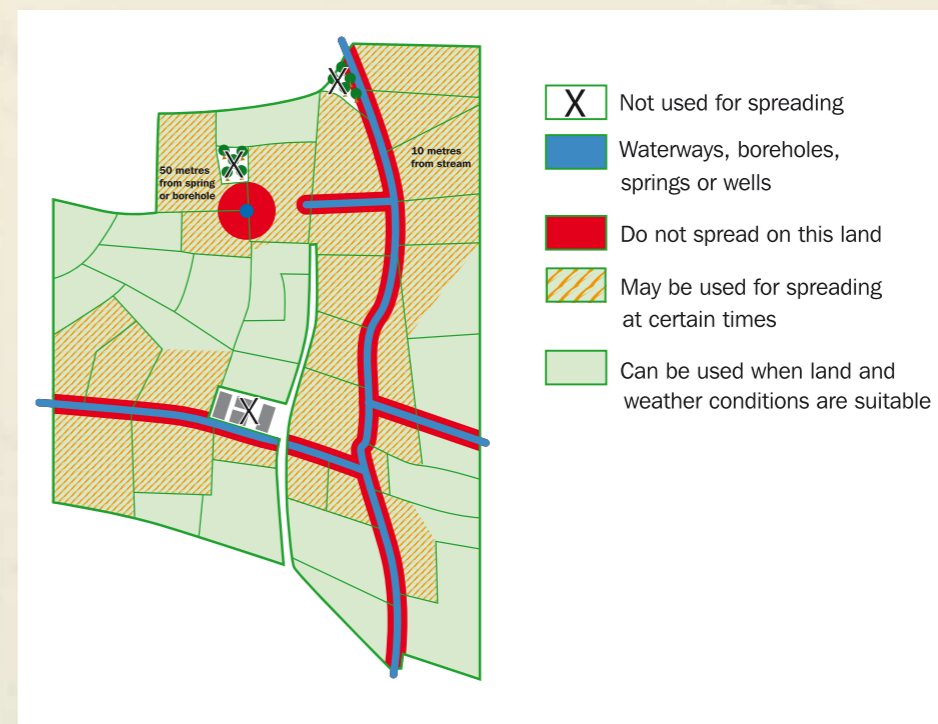 X
X
50 metres
from spring
or borehole
10 metres
from stream
X
X Not used for spreading
Waterways, boreholes,
springs or wells
Do not spread on this land
May be used for spreading
at certain times
Can be used when land and
weather conditions are suitable